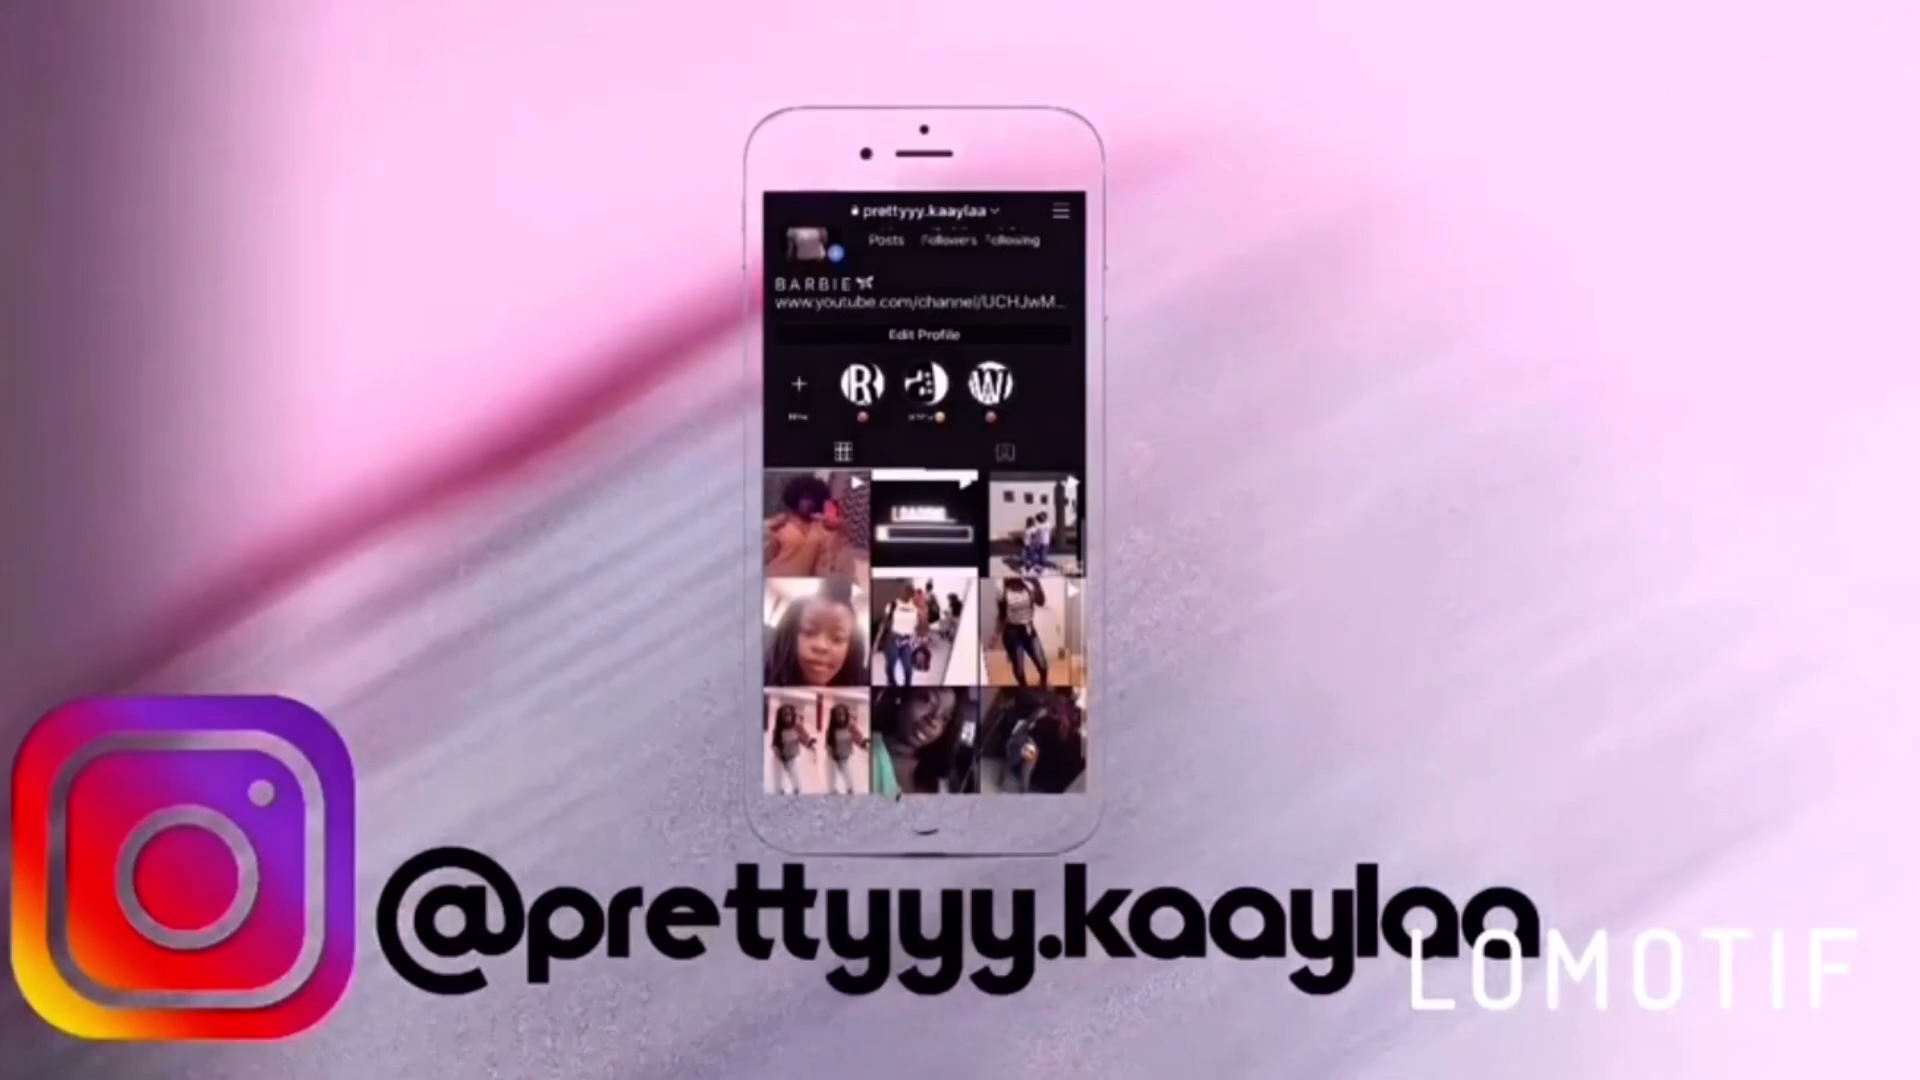 prettyyy.kaaylaa
Posts Followers Following
BARBIE
www.youtube.com/channel/UCHJwM...
Edit Profile
R W
@prettyyy.kaaylaa
LOMOTIF